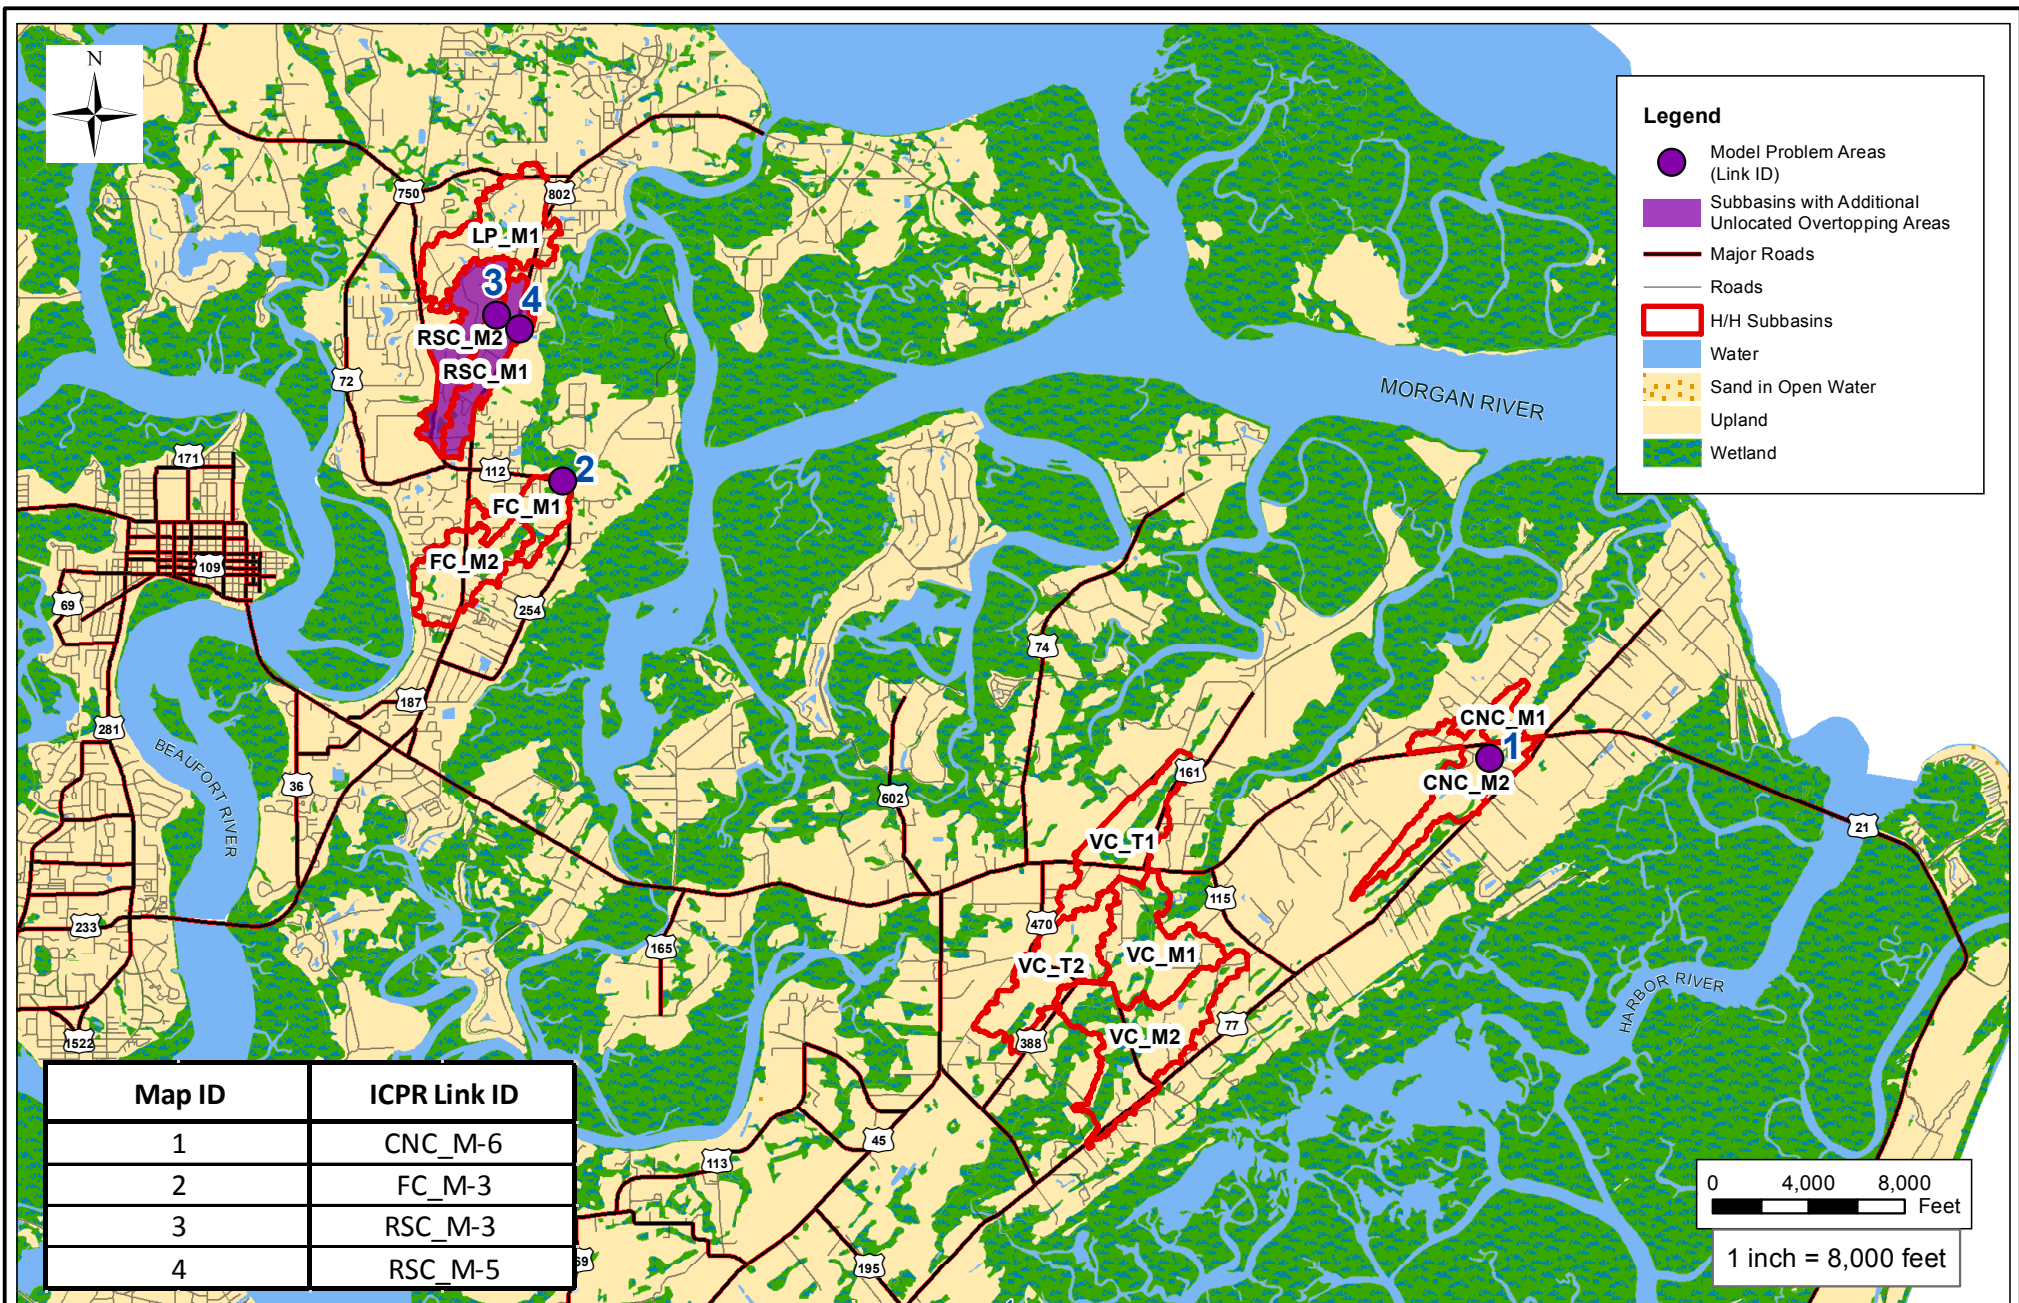 N
Legend
Model Problem Areas
(Link ID)
Subbasins with Additional
Unlocated Overtopping Areas
Major Roads
Roads
H/H Subbasins
Water
Sand in Open Water
Upland
Wetland
750
802
LP_M1
3
4
RSC_M2
RSC_M1
72
MORGAN RIVER
171
112
2
FC_M1
FC_M2
109
69
254
74
187
281
BEAUFORT RIVER
36
CNC_M1
1
CNC_M2
161
602
VC_T1
21
115
470
233
165
VC_M1
VC_T2
HARBOR RIVER
77
VC_M2
388
1522
45
113
195
69
Map ID ICPR Link ID
1 CNC_M-6
2 FC_M-3
3 RSC_M-3
4 RSC_M-5
0 4,000 8,000
Feet
1 inch = 8,000 feet